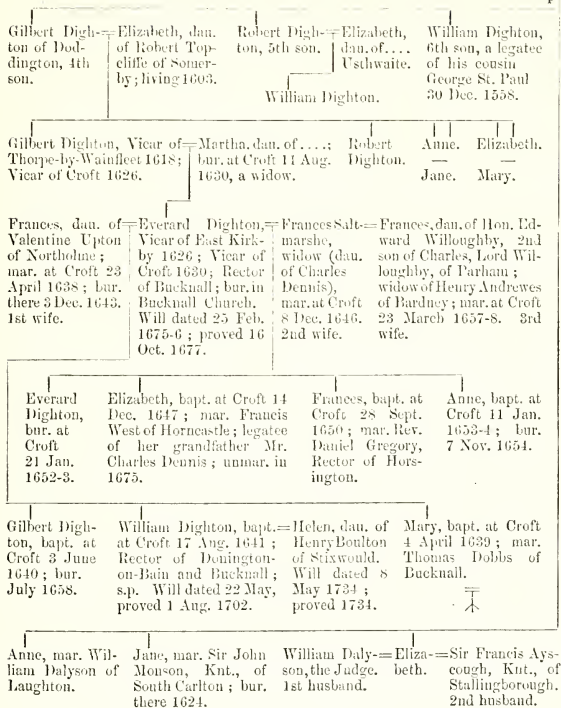 Gilbert Digh-
ton of Dod-
dington, 4th
son.
Elizabeth, dau.
of Robert Top-
cliffe of Somer-
by; living 1603.
Robert Digh-
ton, 5th son.
Elizabeth,
dau. of....
Usthwaite.
William Dighton,
6th son, a legatee
of his cousin
George St. Paul
30 Dec. 1558.
William Dighton.
Gilbert Dighton, Vicar of
Thorpe-by-Wainfleet 1618;
Vicar of Croft 1626.
Martha, dau. of ....;
bur. at Croft 11 Aug.
1630, a widow.
Robert
Dighton.
Anne.
—
Jane.
Elizabeth.
—
Mary.
Frances, dau. of
Valentine Upton
of Northolme;
mar. at Croft 23
April 1638; bur.
there 3 Dec. 1643.
1st wife.
Everard Dighton,
Vicar of East Kirk-
by 1626; Vicar of
Croft 1630; Rector
of Bucknall; bur. in
Bucknall Church.
Will dated 25 Feb.
1675-6; proved 16
Oct. 1677.
Frances Salt-
marshe,
widow (dau.
of Charles
Dennis),
mar. at Croft
8 Dec. 1646.
2nd wife.
Frances, dau. of Hon. Ed-
ward Willoughby, 2nd
son of Charles, Lord Wil-
loughby, of Parham;
widow of Henry Andrewes
of Bardney; mar. at Croft
23 March 1657-8. 3rd
wife.
Everard
Dighton,
bur. at
Croft
21 Jan.
1652-3.
Elizabeth, bapt. at Croft 14
Dec. 1647; mar. Francis
West of Horncastle; legatee
of her grandfather Mr.
Charles Dennis; unmar. in
1675.
Frances, bapt. at
Croft 28 Sept.
1650; mar. Rev.
Daniel Gregory,
Rector of Hors-
ington.
Anne, bapt. at
Croft 11 Jan.
1653-4; bur.
7 Nov. 1654.
Gilbert Digh-
ton, bapt. at
Croft 3 June
1640; bur.
July 1658.
William Dighton, bapt.
at Croft 17 Aug. 1641;
Rector of Donington-
on-Bain and Bucknall;
s.p. Will dated 22 May,
proved 1 Aug. 1702.
Helen, dau. of
Henry Boulton
of Stixwould.
Will dated 8
May 1734;
proved 1734.
Mary, bapt. at Croft
4 April 1639; mar.
Thomas Dobbs of
Bucknall.
Anne, mar. Wil-
liam Dalyson of
Laughton.
Jane, mar. Sir John
Monson, Knt., of
South Carlton; bur.
there 1624.
William Daly-
son, the Judge.
1st husband.
Eliza-
beth.
Sir Francis Ays-
cough, Knt., of
Stallingborough.
2nd husband.